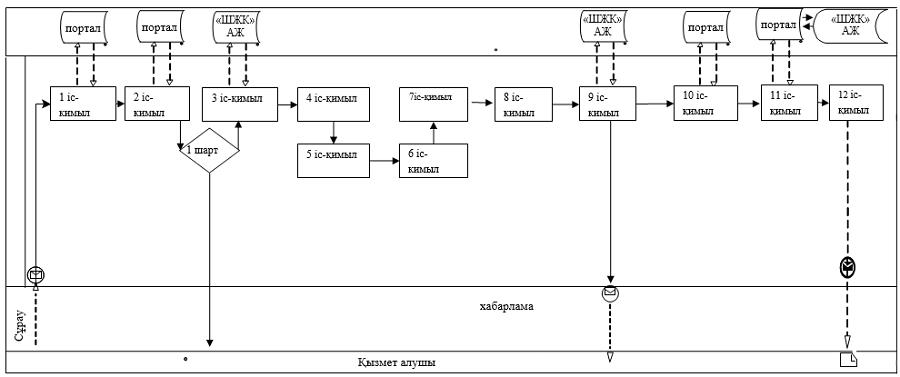 портал
портал
«ШЖК»
АЖ
«ШЖК»
АЖ
портал
портал
«ШЖК»
АЖ
1 іс-
қимыл
2 іс-
қимыл
3 іс-қимыл
4 іс-қимыл
7іс-қимыл
8 іс-
қимыл
9 іс-
қимыл
10 іс-
қимыл
11 іс-
қимыл
12 іс-
қимыл
1 шарт
5 іс-қимыл
6 іс-
қимыл
Сұрау
хабарлама
Қызмет алушы